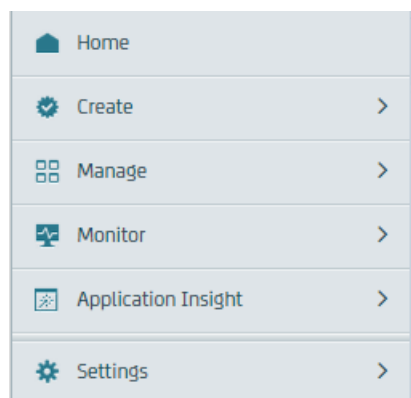 Home
Create
Manage
Monitor
Application Insight
Settings